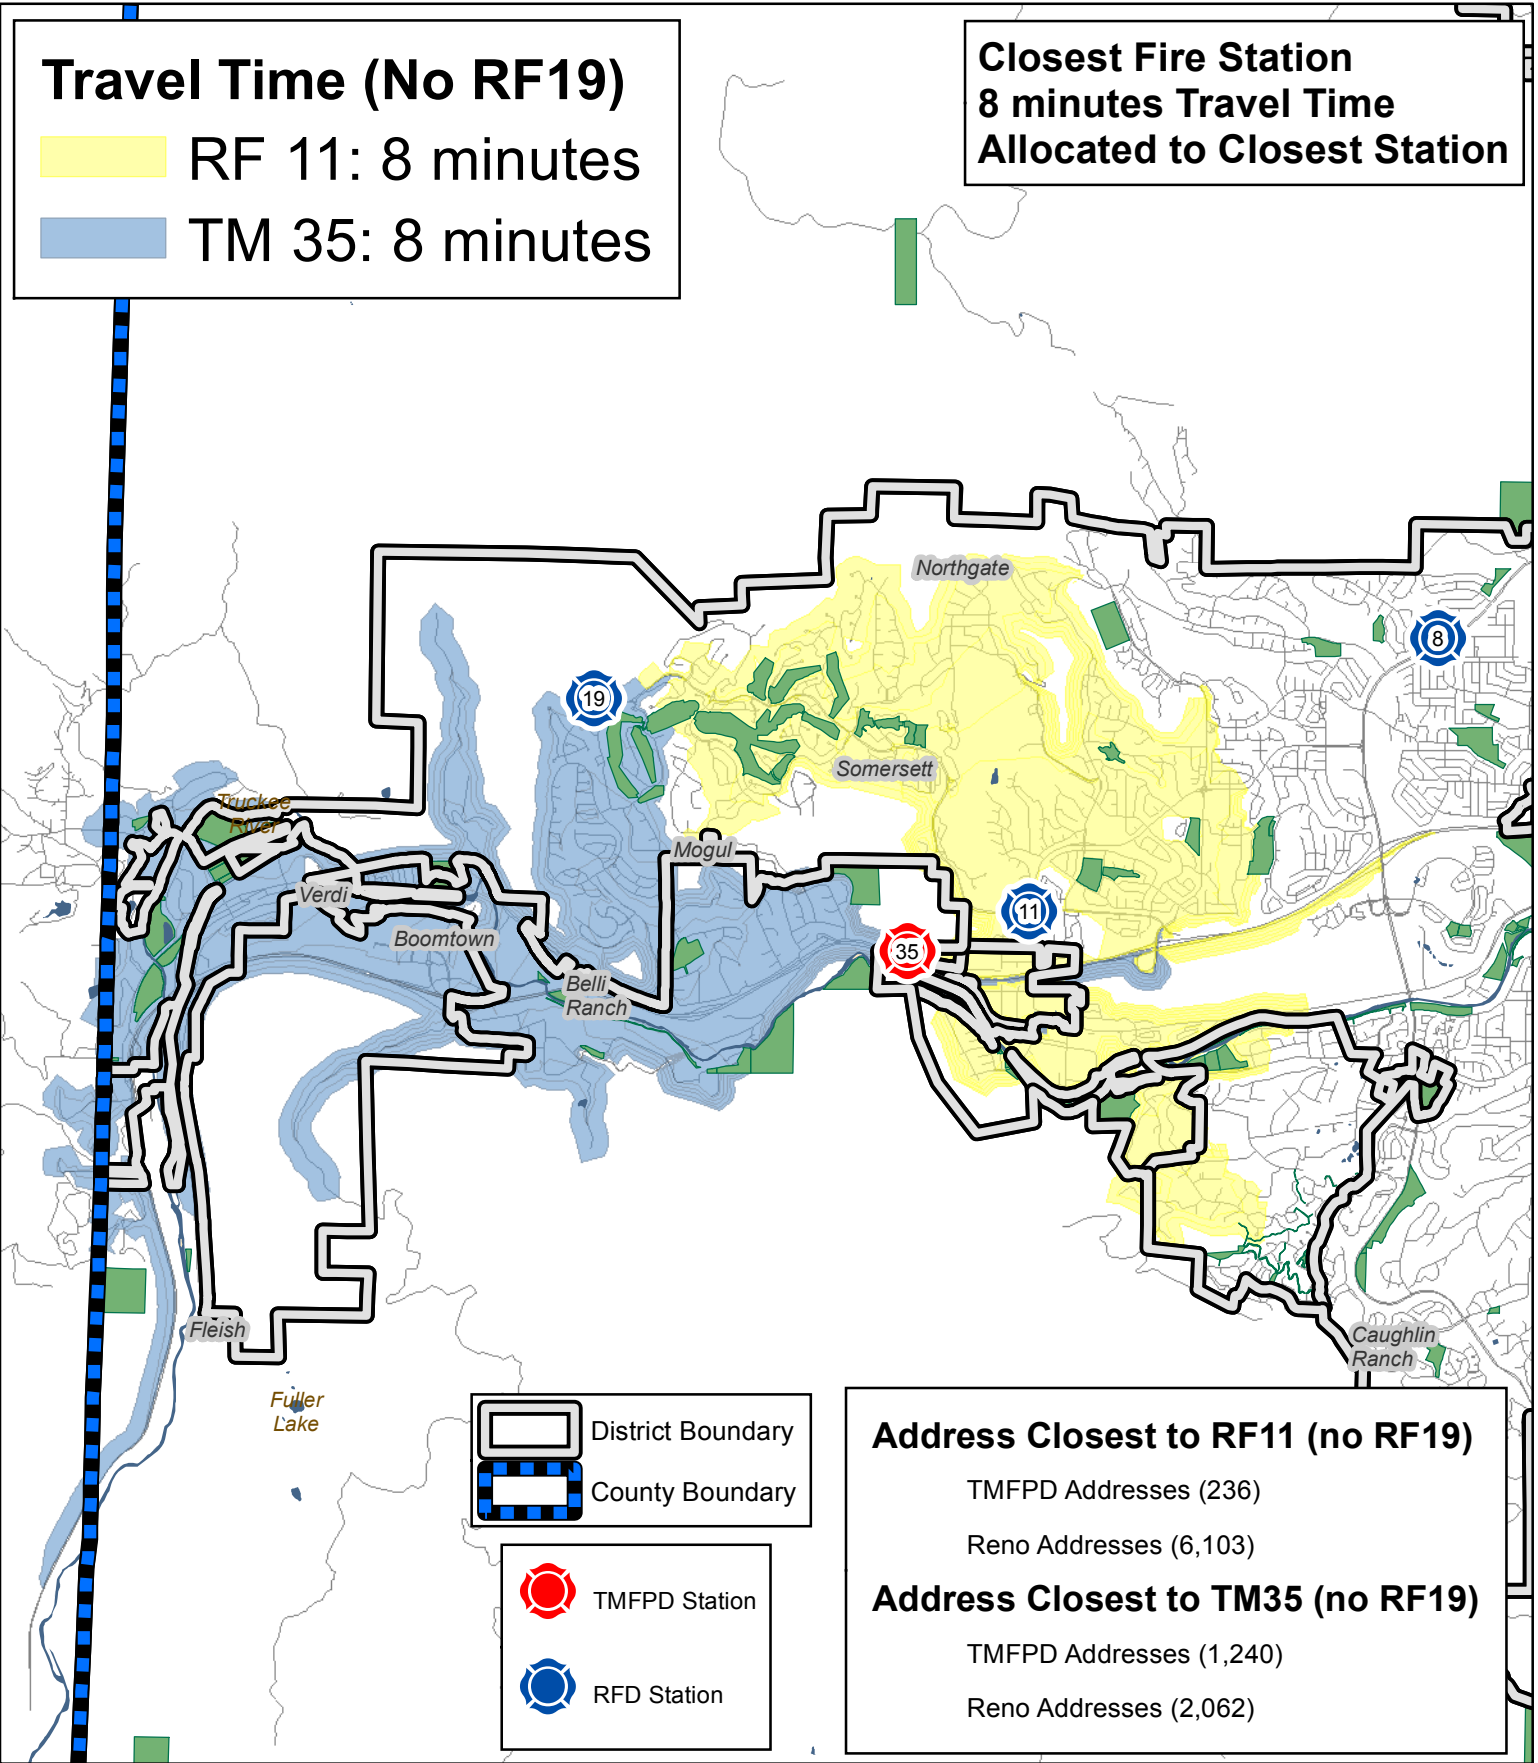 Travel Time (No RF19)
RF 11: 8 minutes
TM 35: 8 minutes
Closest Fire Station
8 minutes Travel Time
Allocated to Closest Station
Northgate
8
19
Somersett
Truckee
River
Mogul
Verdi
11
Boomtown
35
Belli
Ranch
Fleish
Caughlin
Ranch
Fuller
Lake
District Boundary
County Boundary
TMFPD Station
RFD Station
Address Closest to RF11 (no RF19)
TMFPD Addresses (236)
Reno Addresses (6,103)
Address Closest to TM35 (no RF19)
TMFPD Addresses (1,240)
Reno Addresses (2,062)